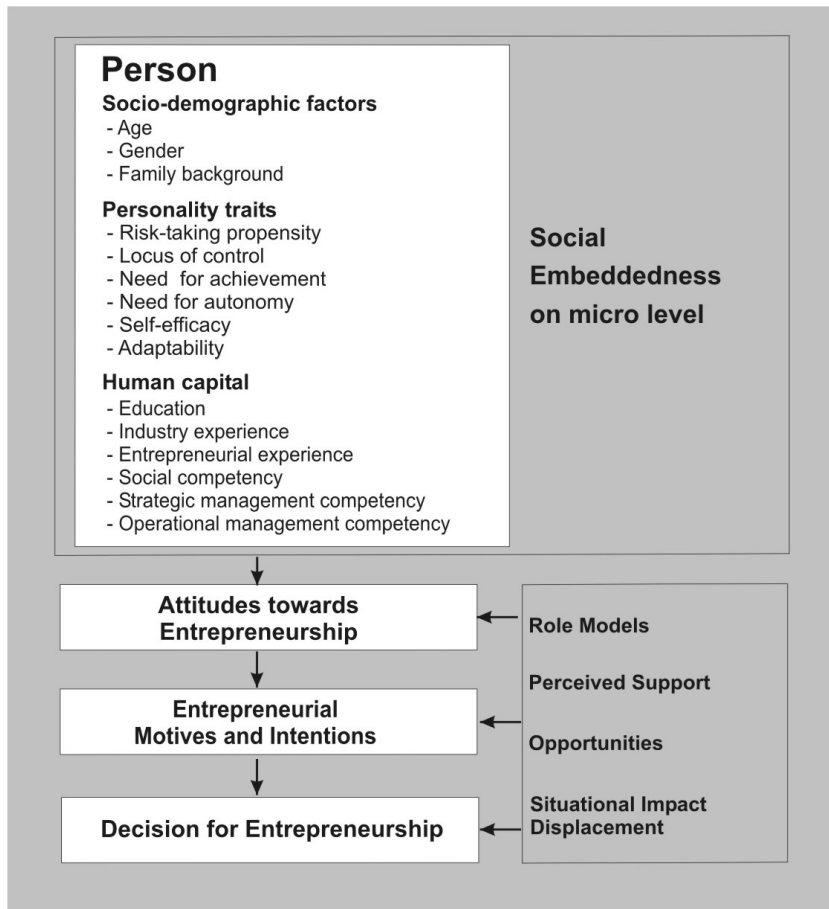 Person
Socio-demographic factors
- Age
- Gender
- Family background
Personality traits
- Risk-taking propensity
- Locus of control
- Need for achievement
- Need for autonomy
- Self-efficacy
- Adaptability
Human capital
- Education
- Industry experience
- Entrepreneurial experience
- Social competency
- Strategic management competency
- Operational management competency
Social
Embeddedness
on micro level
Attitudes towards
Entrepreneurship
Entrepreneurial
Motives and Intentions
Decision for Entrepreneurship
Role Models
Perceived Support
Opportunities
Situational Impact
Displacement